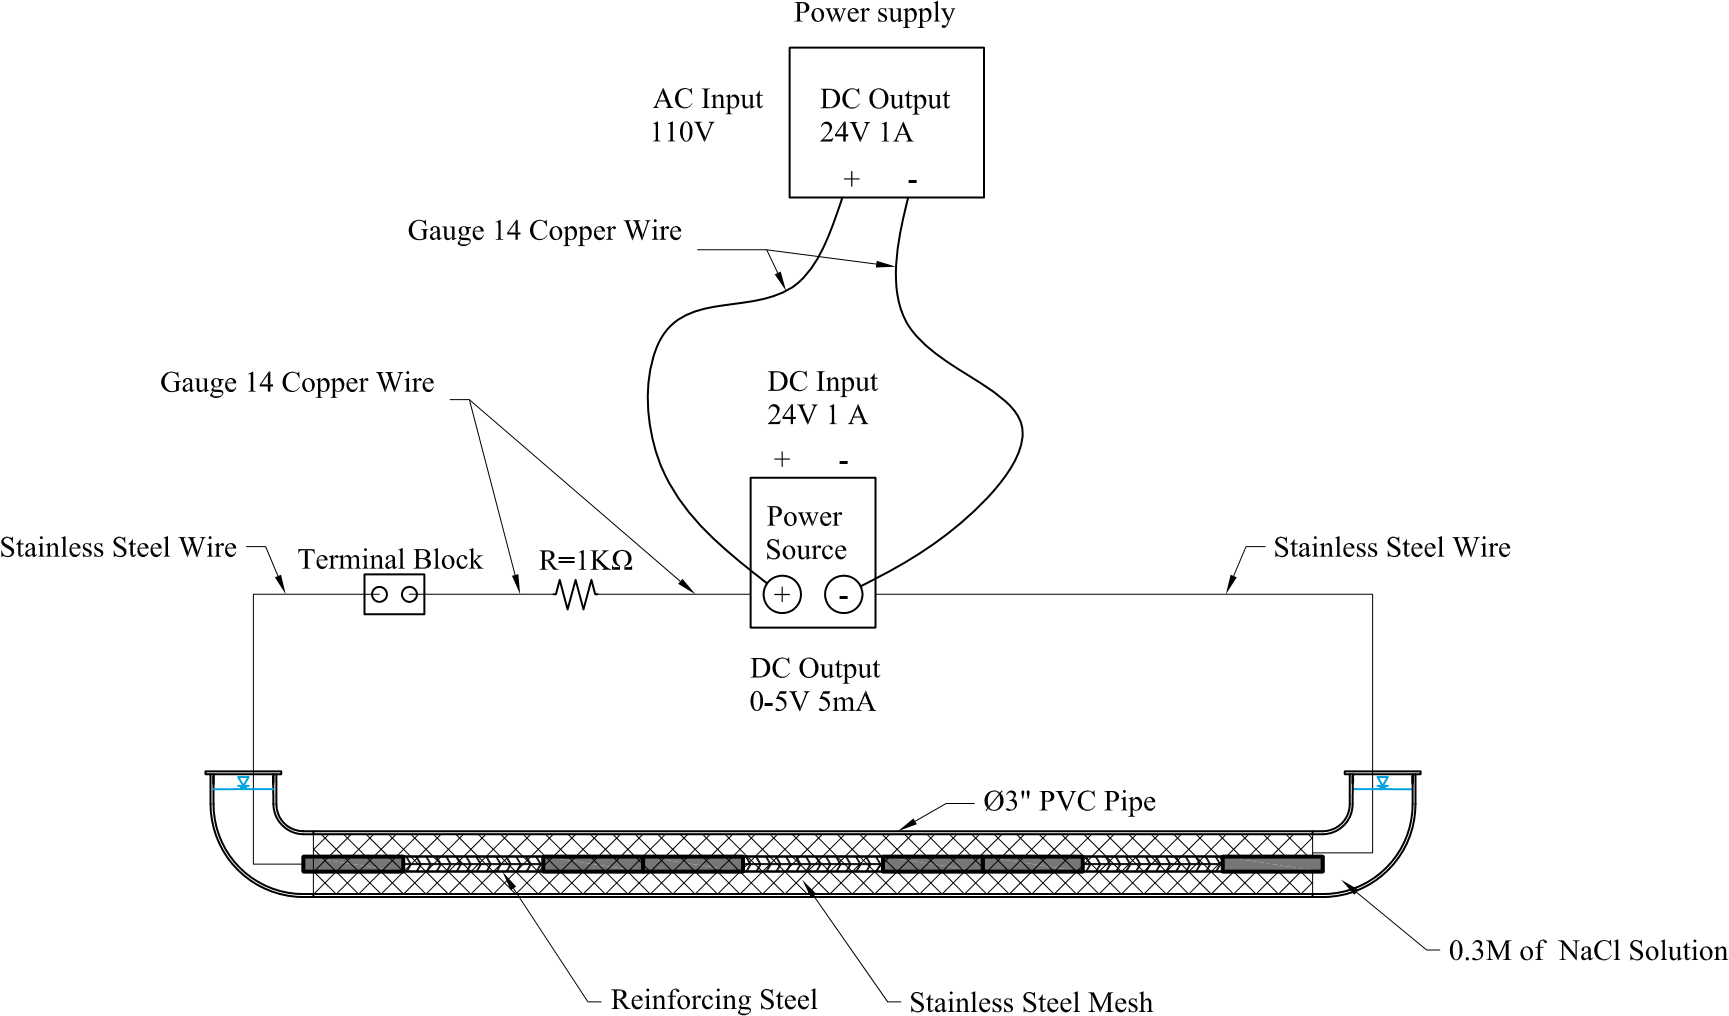 Power supply
AC Input
110V
DC Output
24V 1A
+ -
Gauge 14 Copper Wire
Gauge 14 Copper Wire
DC Input
24V 1 A
+ -
Power
Source
+ -
Stainless Steel Wire
Terminal Block
R=1KΩ
Stainless Steel Wire
DC Output
0-5V 5mA
Ø3" PVC Pipe
0.3M of NaCl Solution
Reinforcing Steel
Stainless Steel Mesh